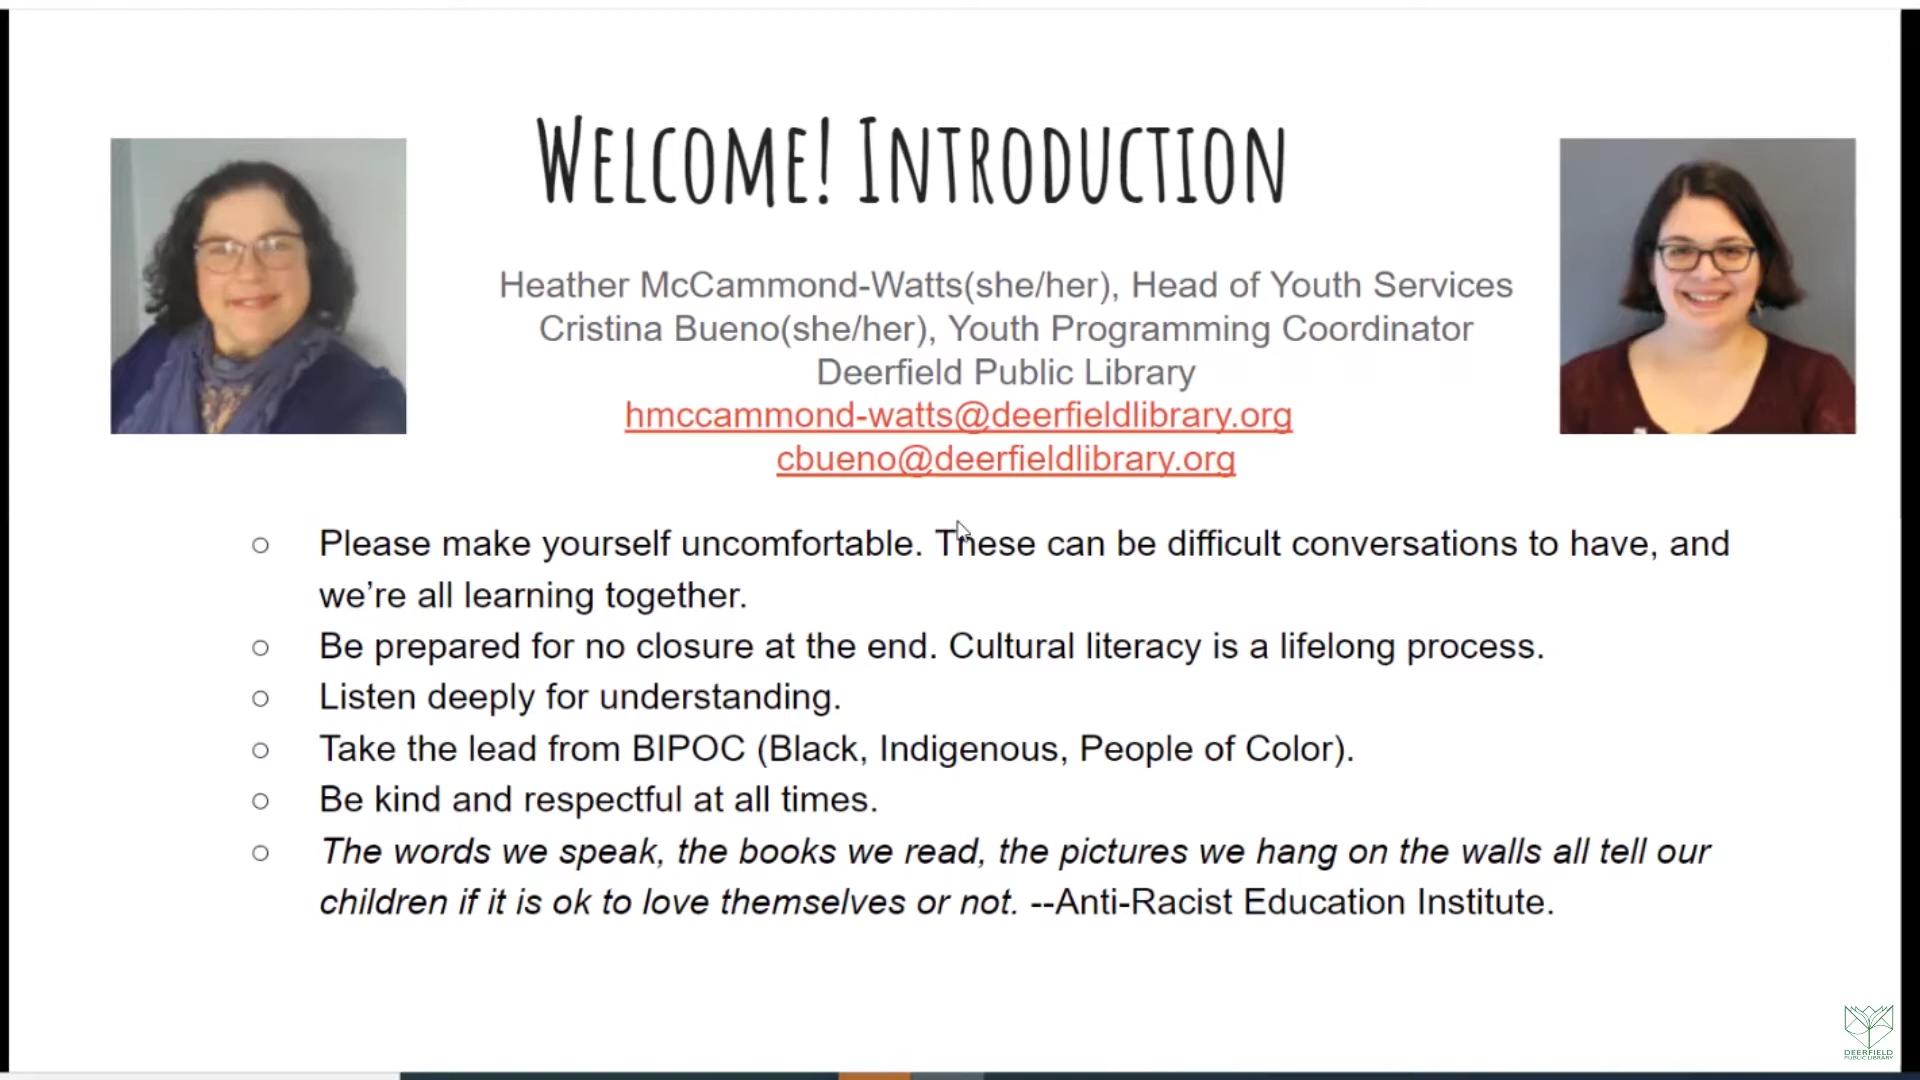 WELCOME! INTRODUCTION
Heather McCammond-Watts(she/her), Head of Youth Services
Cristina Bueno(she/her), Youth Programming Coordinator
Deerfield Public Library
hmccammond-watts@deerfieldlibrary.org
cbueno@deerfieldlibrary.org
Please make yourself uncomfortable. These can be difficult conversations to have, and
we’re all learning together.
Be prepared for no closure at the end. Cultural literacy is a lifelong process.
Listen deeply for understanding.
Take the lead from BIPOC (Black, Indigenous, People of Color).
Be kind and respectful at all times.
The words we speak, the books we read, the pictures we hang on the walls all tell our
children if it is ok to love themselves or not. --Anti-Racist Education Institute.
DEERFIELD
PUBLIC LIBRARY